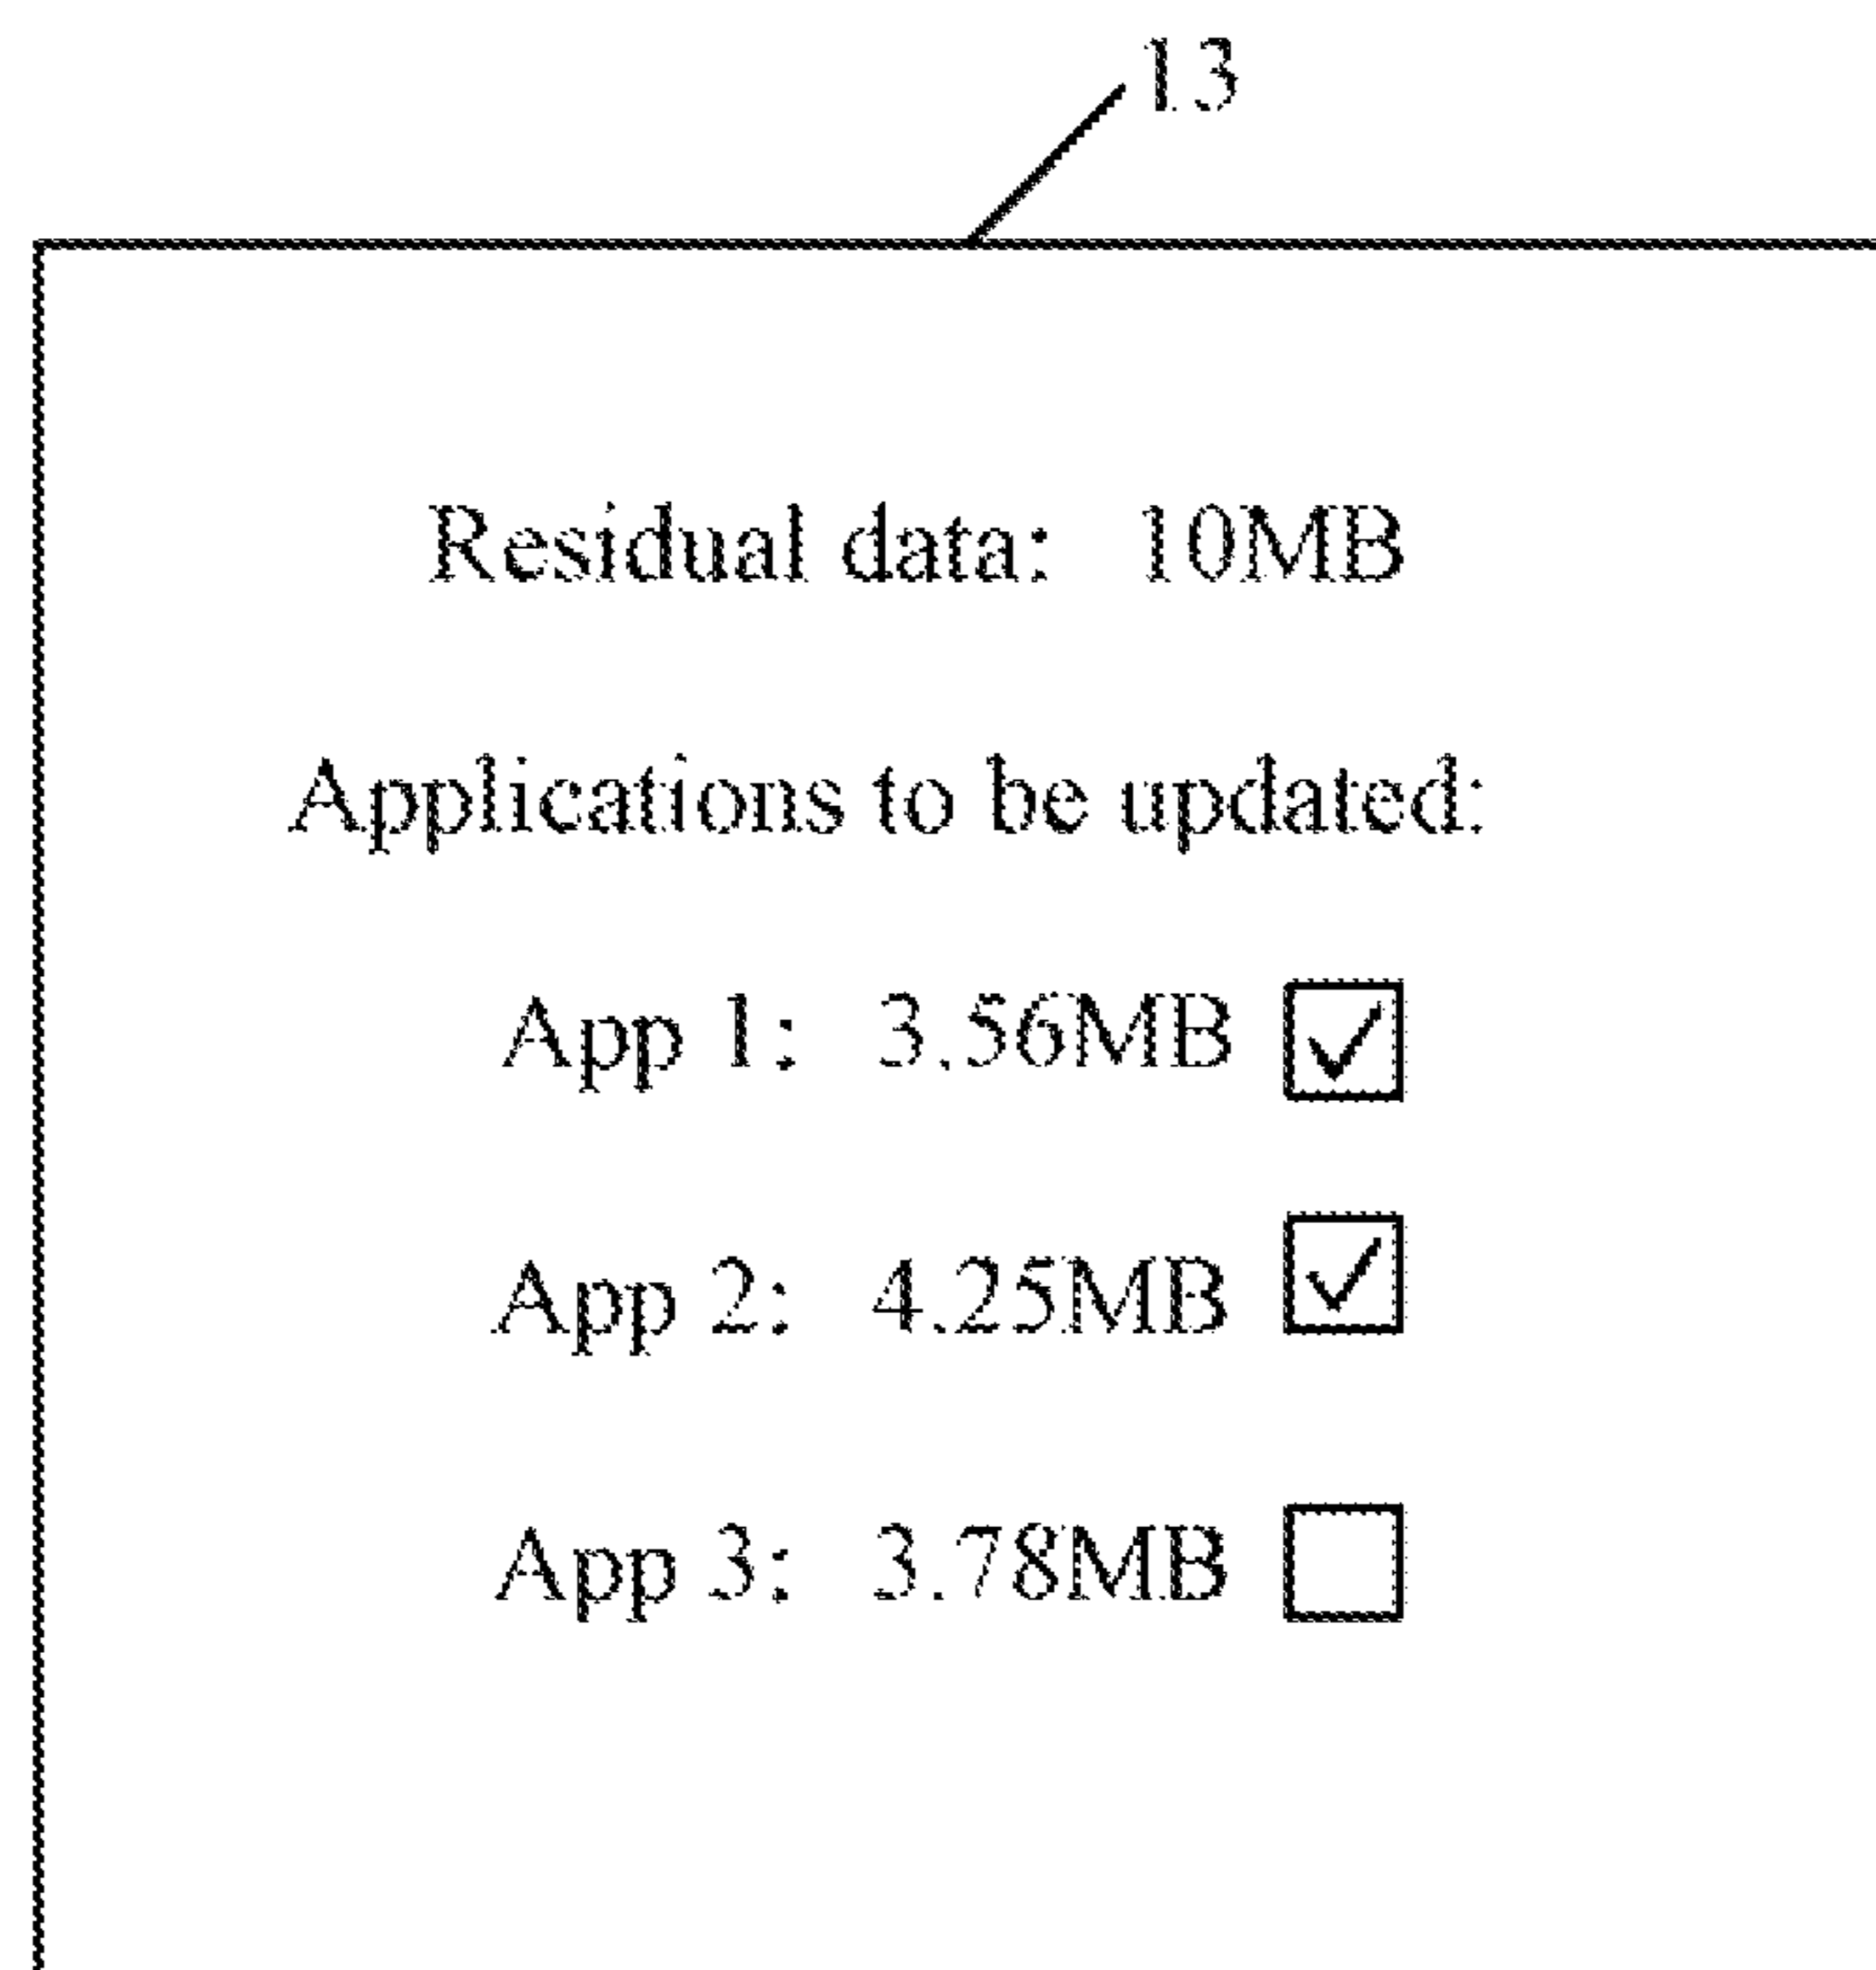 13
Residual data: 10MB
Applications to be updated:
App 1: 3.56MB
App 2: 4.25MB
App 3: 3.78MB